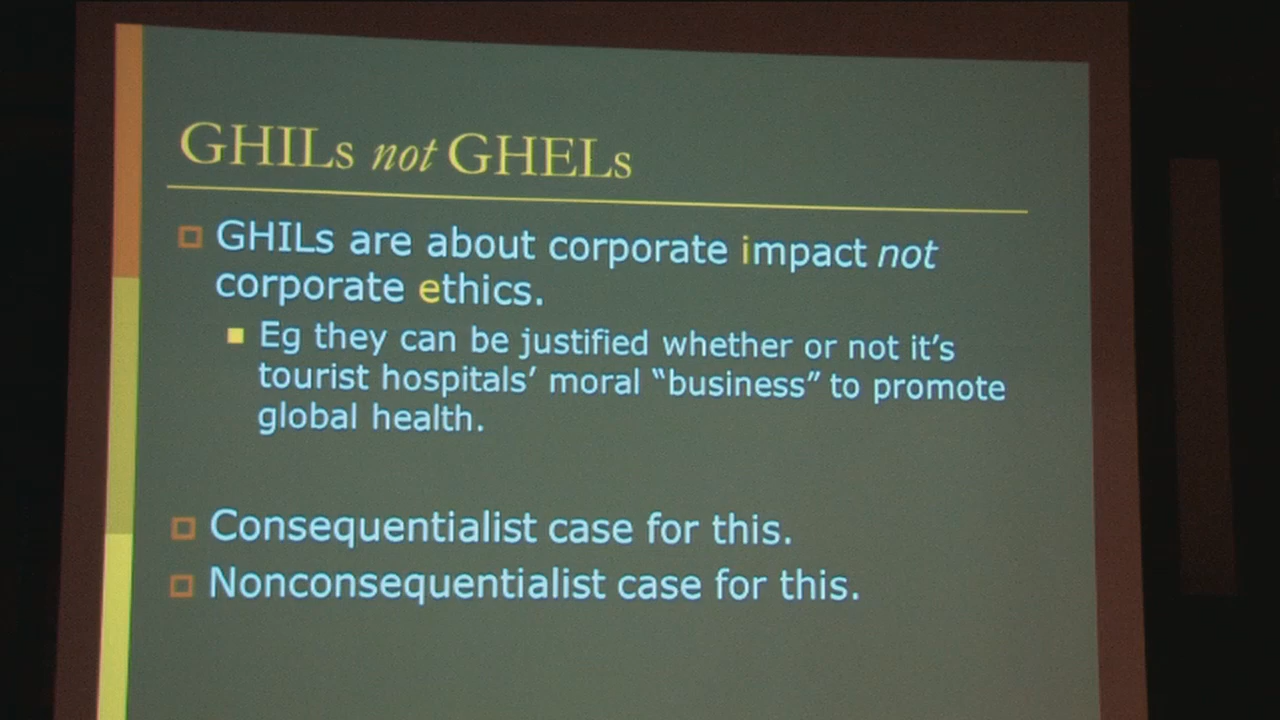 GHILs not GHELs
GHILs are about corporate impact not
corporate ethics.
Eg they can be justified whether or not it's
tourist hospitals' moral “business” to promote
global health.
Consequentialist case for this.
Nonconsequentialist case for this.